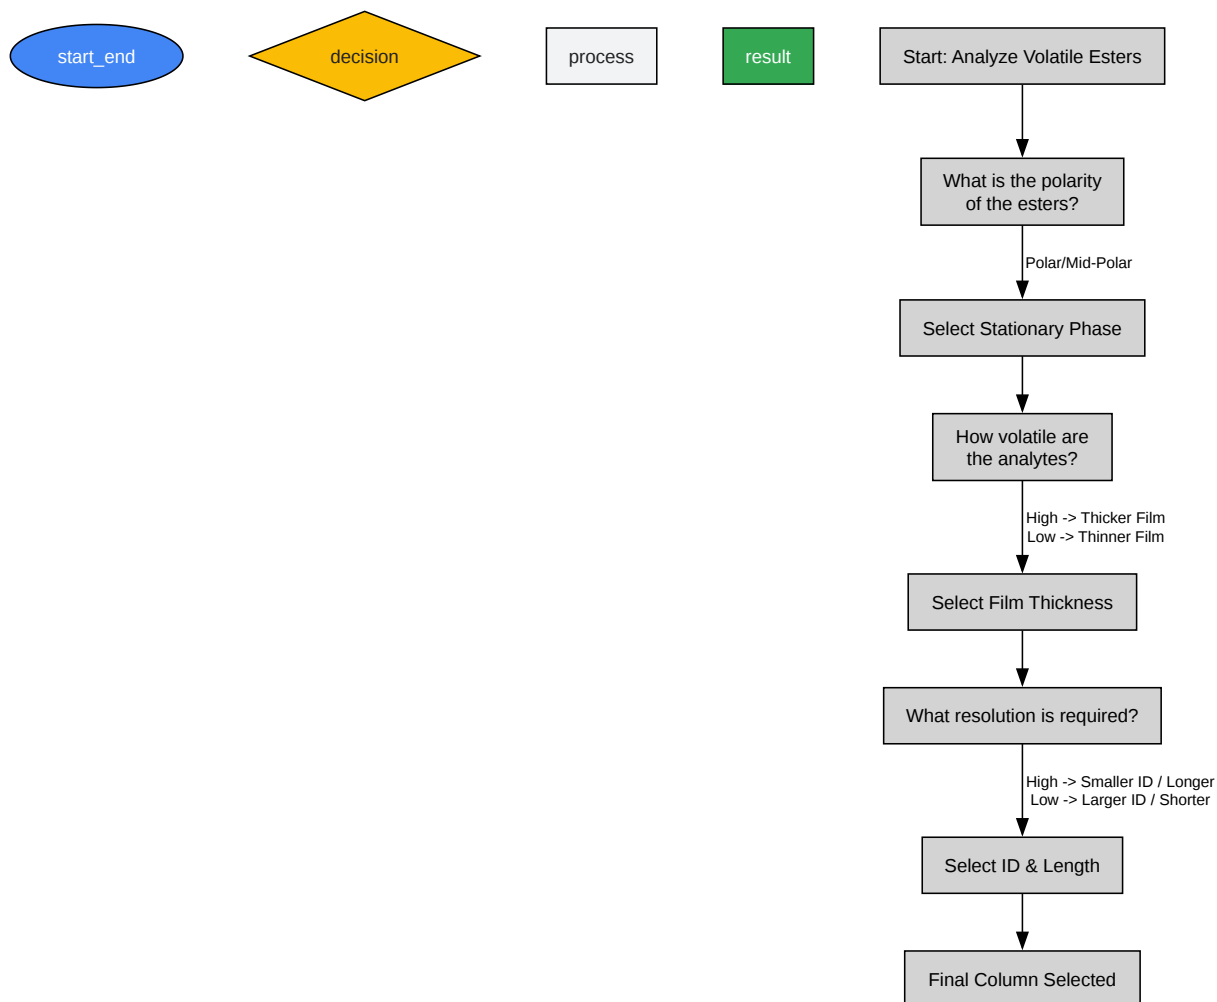 start_end
decision
process
result
Start: Analyze Volatile Esters
What is the polarity
of the esters?
Polar/Mid-Polar
Select Stationary Phase
How volatile are
the analytes?
High -> Thicker Film
Low -> Thinner Film
Select Film Thickness
What resolution is required?
High -> Smaller ID / Longer
Low -> Larger ID / Shorter
Select ID & Length
Final Column Selected